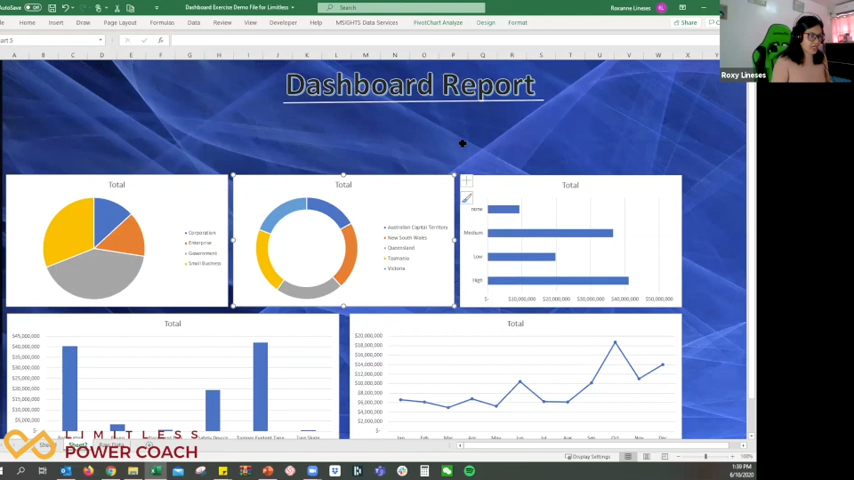 AutoSave Off
Dashboard Exercise Demo File for Limitless
Search
Roxanne Lineses
RL
Home Insert Draw Page Layout Formulas Data Review View Developer Help MSIGHTS Data Services PivotChart Analyze Design Format
Share
fx
A B C D E F G H I J K L M N O P Q R S T U V W X
Roxy Lineses
Dashboard Report
Total
Corporation
Enterprise
Government
Small Business
Total
Australian Capital Territory
New South Wales
Queensland
Tasmania
Victoria
Total
Medium
Low
High
$- $10,000,000 $20,000,000 $30,000,000 $40,000,000 $50,000,000
Total
$45,000,000
$40,000,000
$35,000,000
$30,000,000
$25,000,000
$20,000,000
$15,000,000
$10,000,000
$5,000,000
$-
Total
$20,000,000
$18,000,000
$16,000,000
$14,000,000
$12,000,000
$10,000,000
$8,000,000
$6,000,000
$4,000,000
$2,000,000
$-
Jan Feb Mar Apr May Jun Jul Aug Sep Oct Nov Dec
Sheet2
LIMITLESS
POWER COACH
Display Settings
100%
1:39 PM
6/10/2020